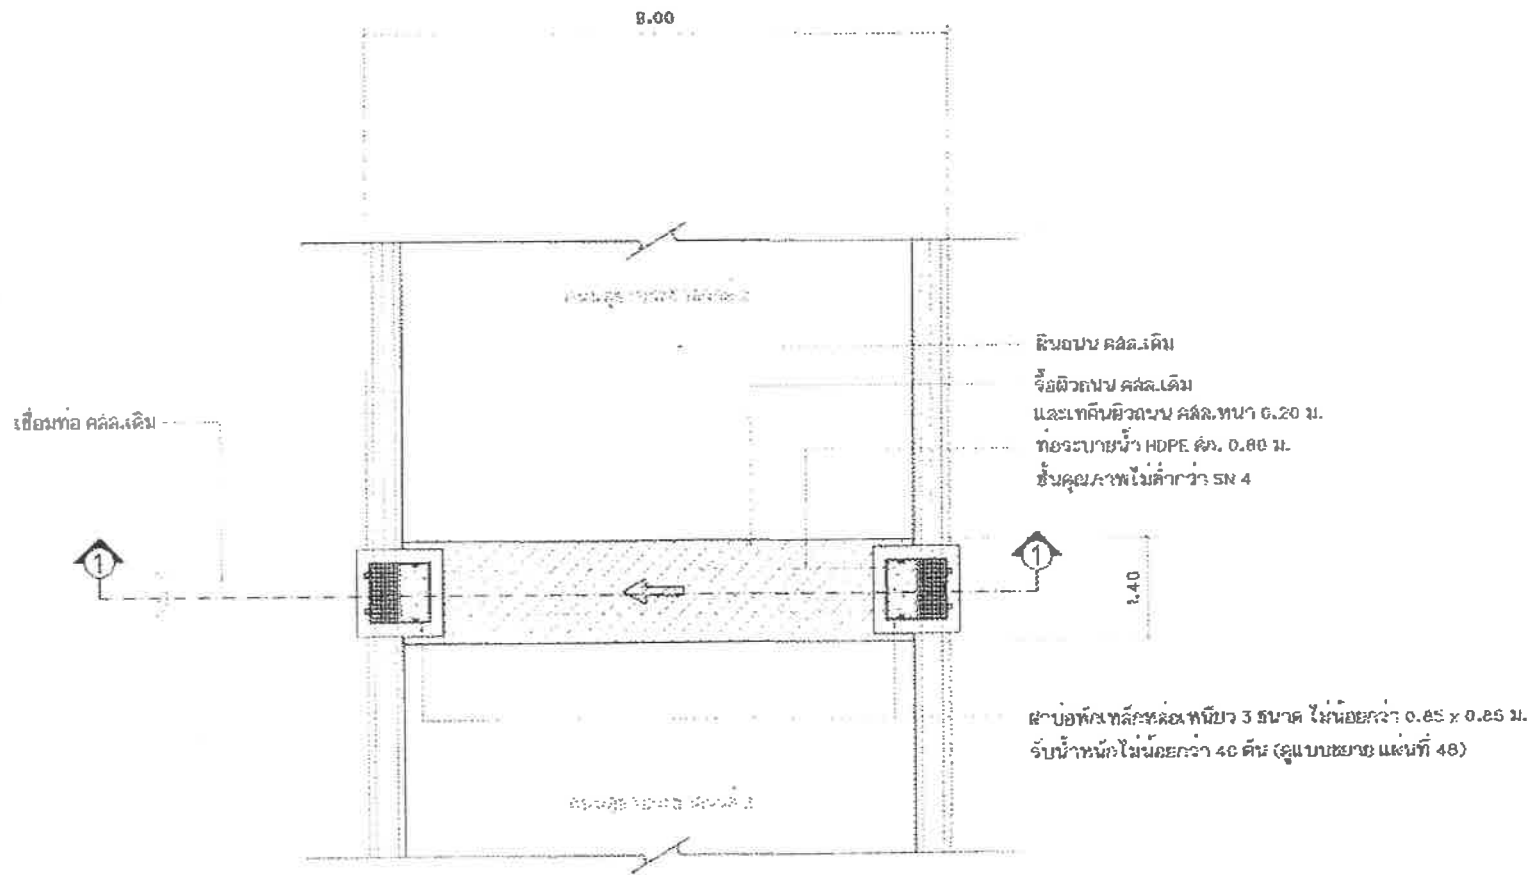 8.00
ผิวถนน คสล.เดิม
รื้อผิวถนน คสล.เดิม
และเทคืนผิวถนน คสล.หนา 0.20 ม.
เชื่อมท่อ คสล.เดิม
ท่อระบายน้ำ HDPE ศก. 0.80 ม.
ชั้นคุณภาพไม่ต่ำกว่า SN 4
1
1
1.40
ฝาบ่อพักเหล็กหล่อเหนียว 3 ขนาด ไม่น้อยกว่า 0.85 x 0.85 ม.
รับน้ำหนักไม่น้อยกว่า 40 ตัน (ดูแบบขยาย แผ่นที่ 48)